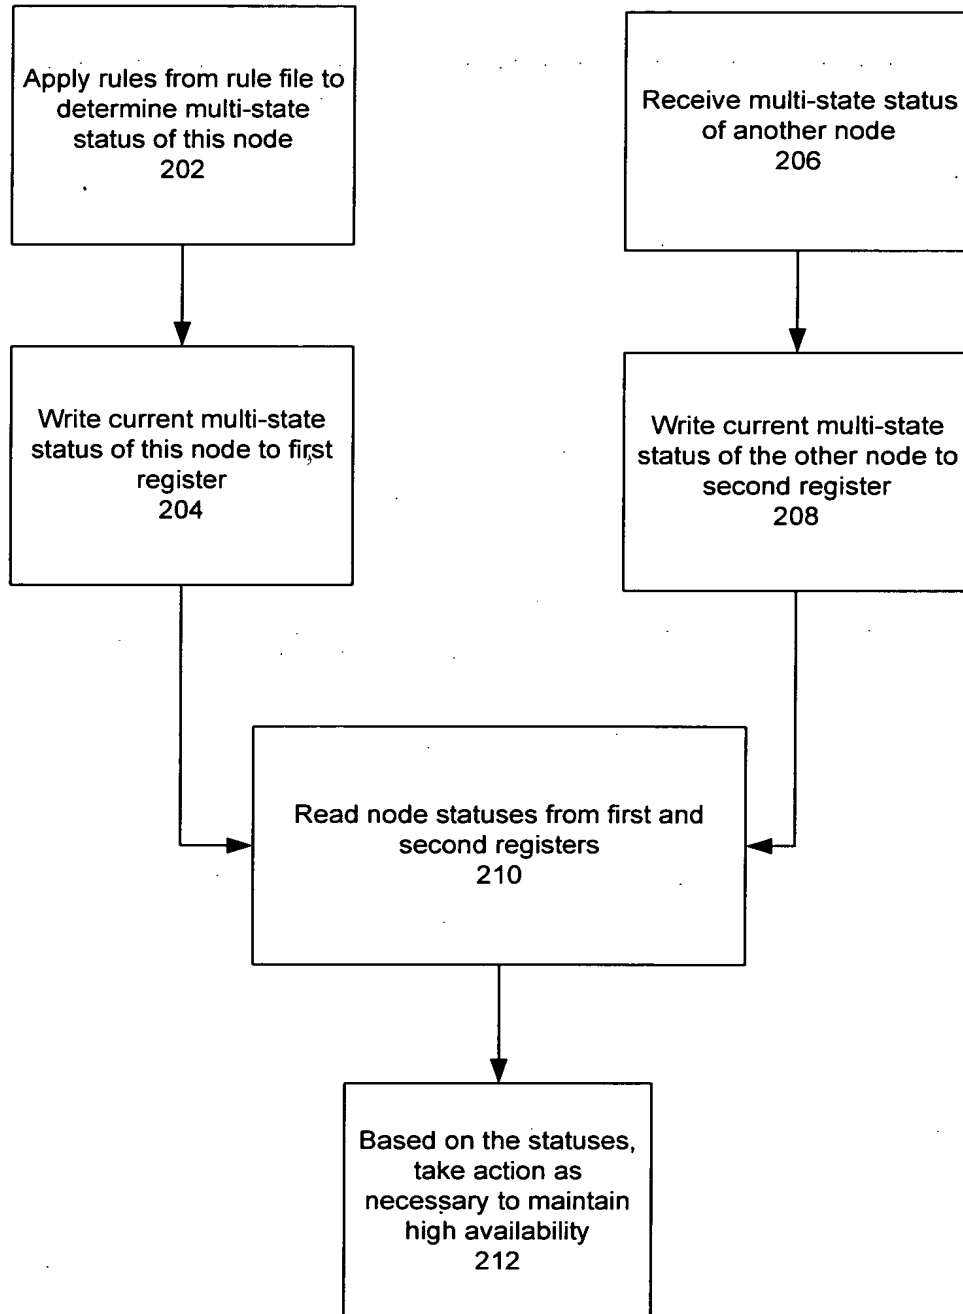 Apply rules from rule file to
determine multi-state
status of this node
202
Receive multi-state status
of another node
206
Write current multi-state
status of this node to first
register
204
Write current multi-state
status of the other node to
second register
208
Read node statuses from first and
second registers
210
Based on the statuses,
take action as
necessary to maintain
high availability
212